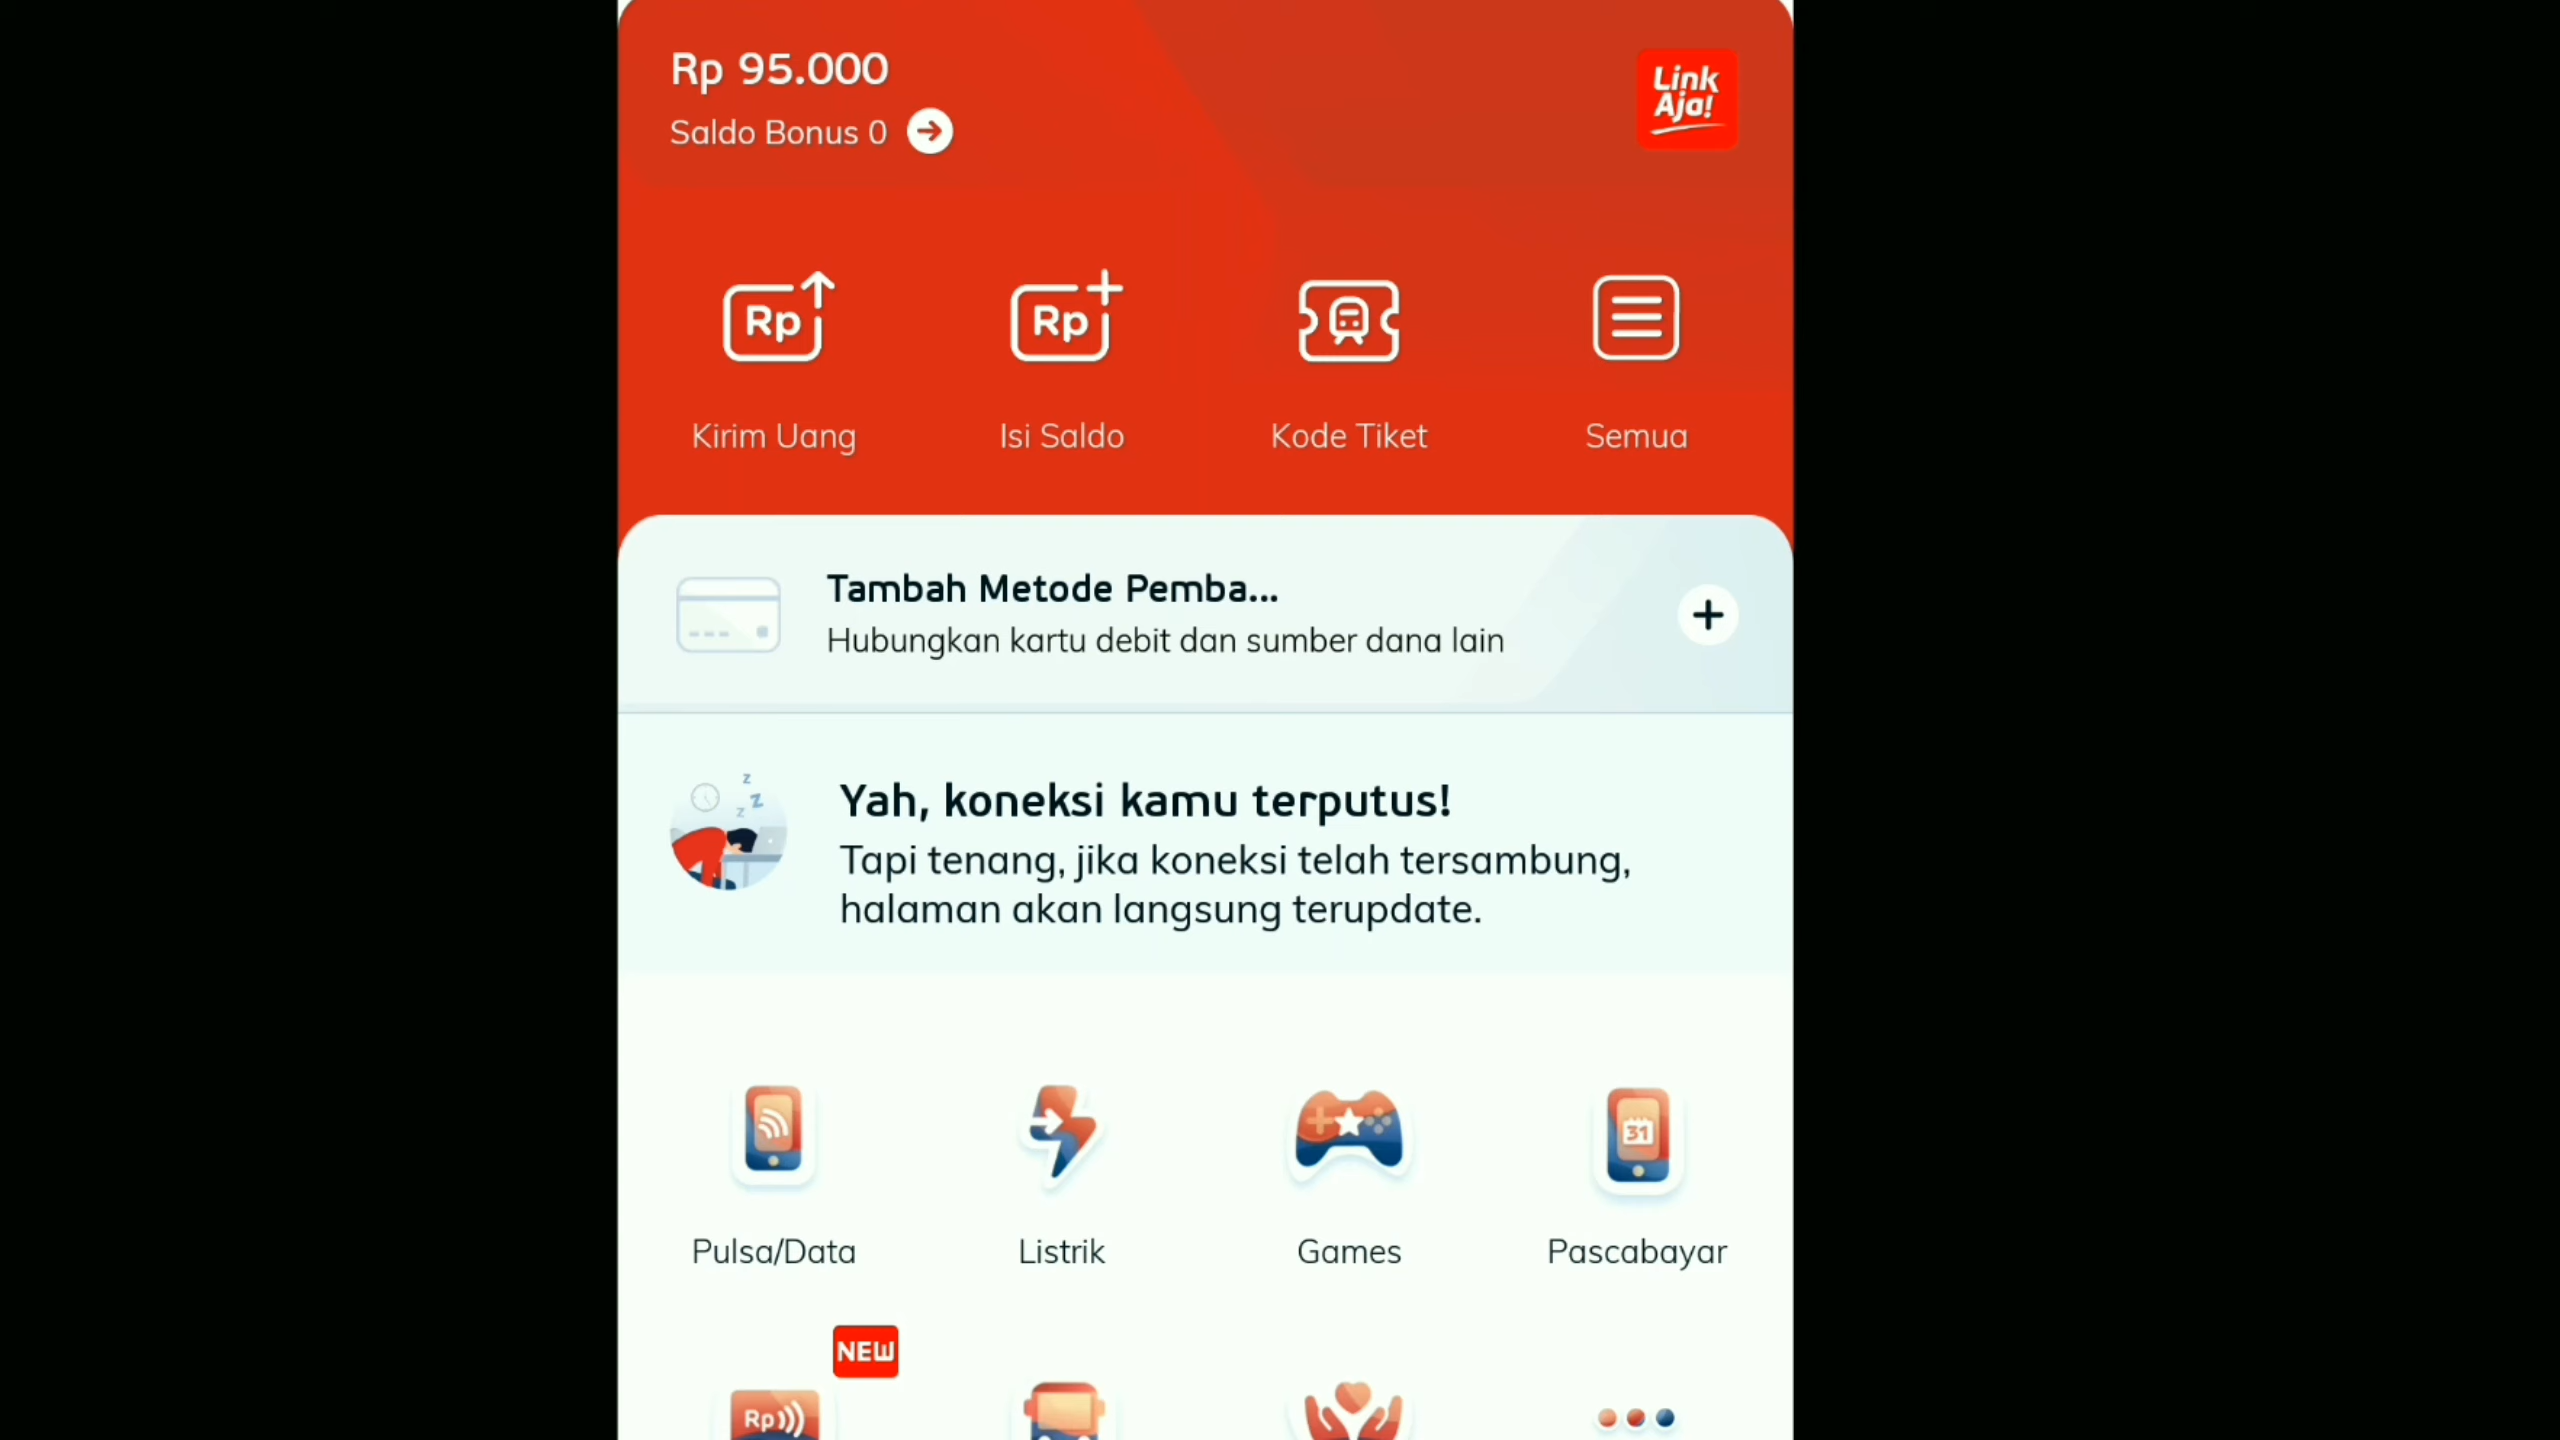 Rp 95.000
Saldo Bonus 0
Link
Aja!
Rp
Rp
Kirim Uang
Isi Saldo
Kode Tiket
Semua
Tambah Metode Pemba...
Hubungkan kartu debit dan sumber dana lain
z
z
z
Yah, koneksi kamu terputus!
Tapi tenang, jika koneksi telah tersambung,
halaman akan langsung terupdate.
31
Pulsa/Data
Listrik
Games
Pascabayar
NEW
Rp